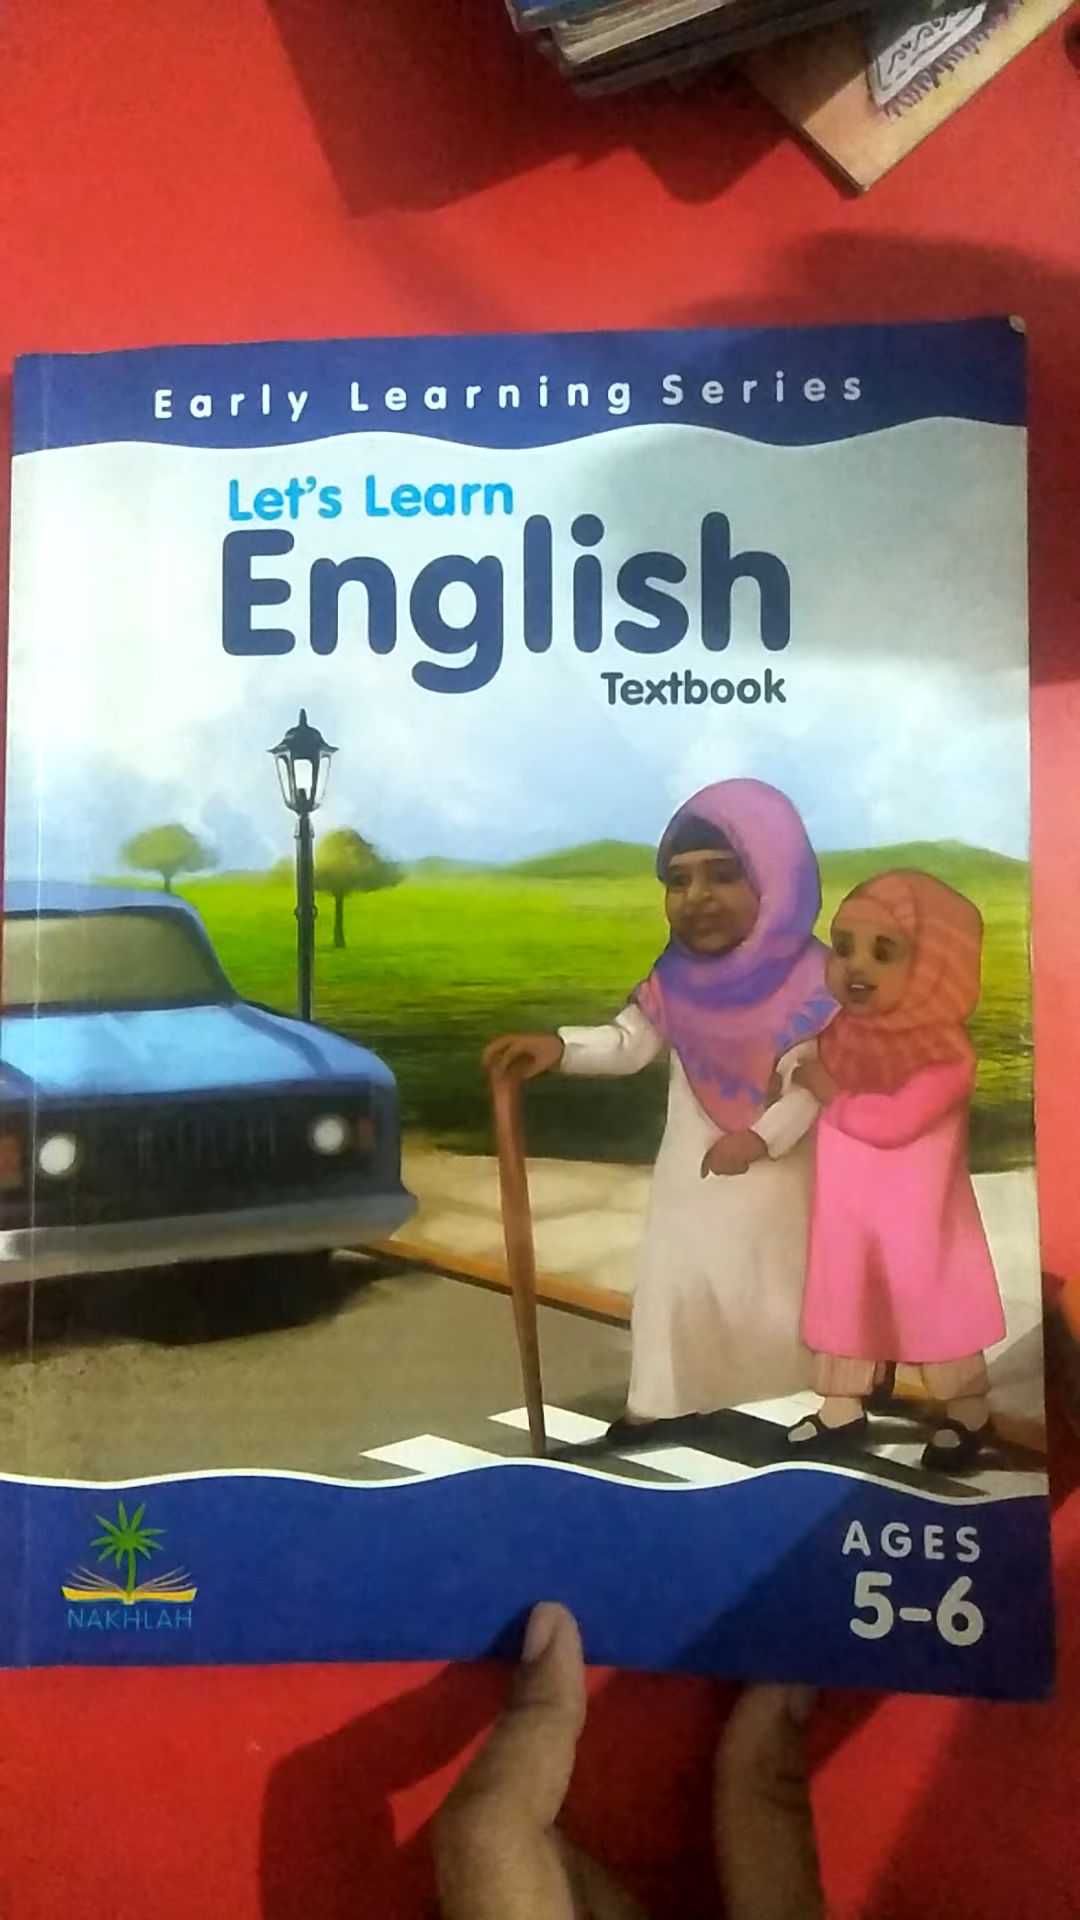 Early Learning Series
Let's Learn
English
Textbook
NAKHLAH
AGES
5-6